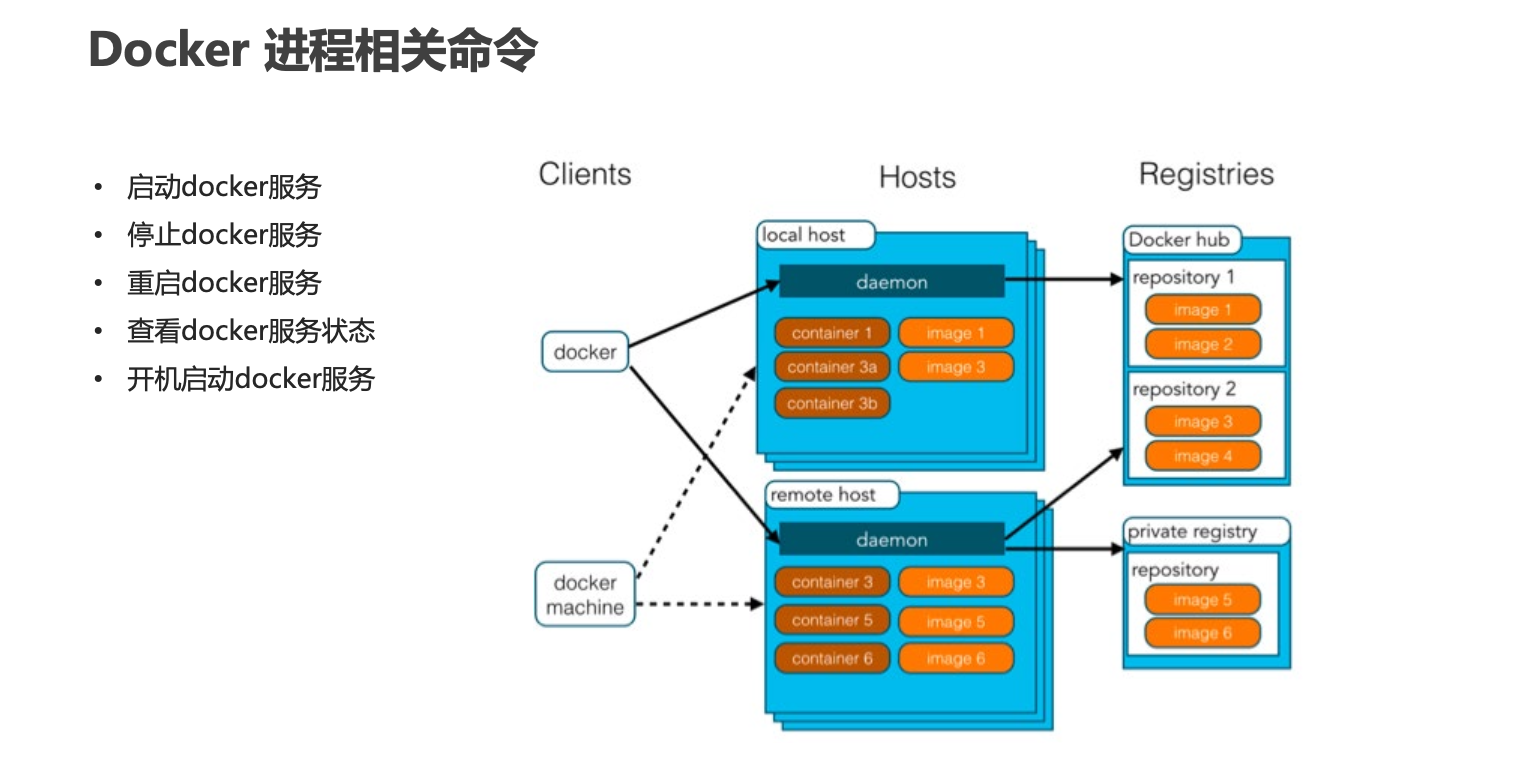 Docker 进程相关命令
• 启动docker服务
• 停止docker服务
• 重启docker服务
• 查看docker服务状态
• 开机启动docker服务
Clients
Hosts
Registries
docker
docker
machine
local host
daemon
container 1
image 1
container 3a
image 3
container 3b
remote host
daemon
container 3
image 3
container 5
image 5
container 6
image 6
Docker hub
repository 1
image 1
image 2
repository 2
image 3
image 4
private registry
repository
image 5
image 6